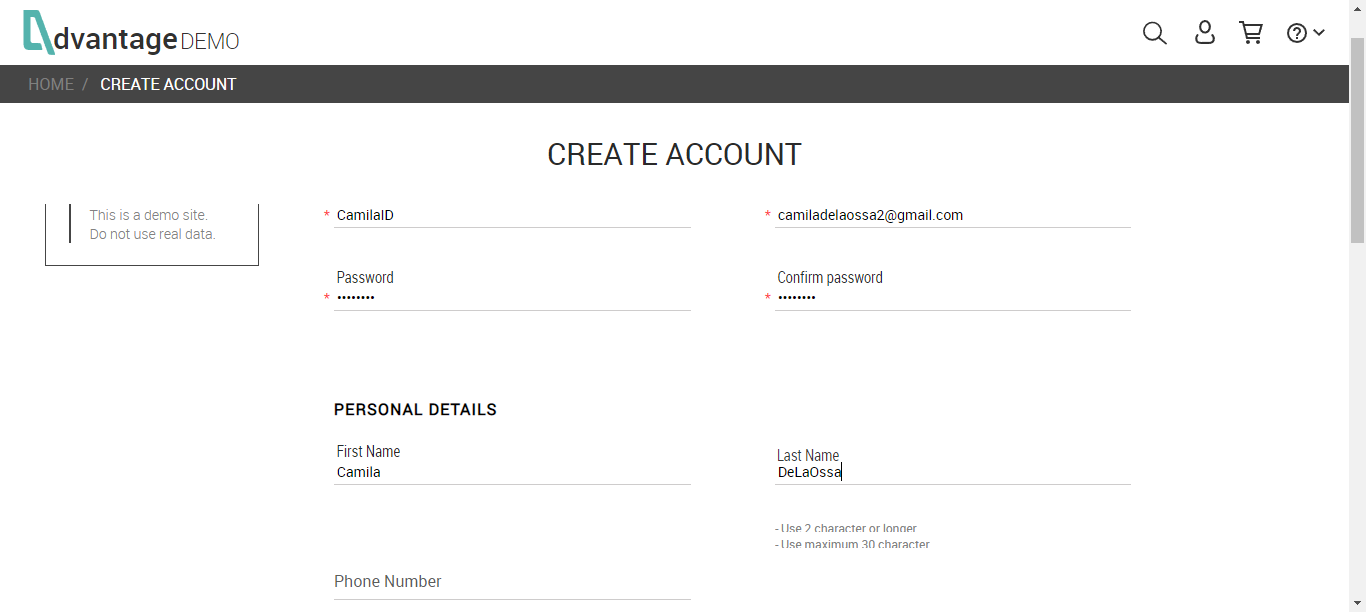 dvantage DEMO
HOME / CREATE ACCOUNT
CREATE ACCOUNT
This is a demo site.
Do not use real data.
* CamilaID
* camiladelaossa2@gmail.com
Password
* ••••••••
Confirm password
* ••••••••
PERSONAL DETAILS
First Name
Camila
Last Name
DeLaOssa
- Use 2 character or longer
- Use maximum 30 character
Phone Number